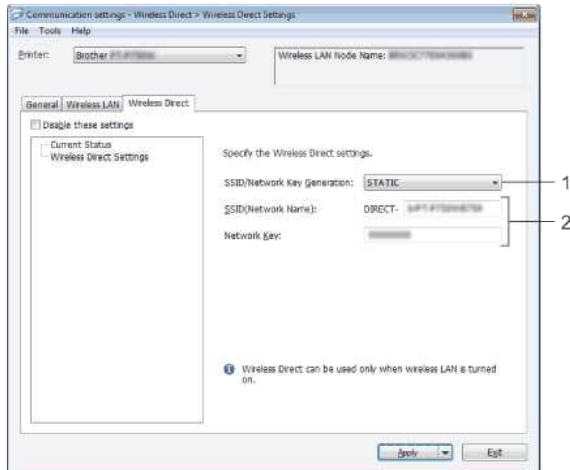 Communication settings - Wireless Direct > Wireless Direct Settings
File Tools Help
Printer: Brother
Wireless LAN Node Name:
General Wireless LAN Wireless Direct
Disable these settings
Current Status
Wireless Direct Settings
Specify the Wireless Direct settings.
SSID/Network Key Generation: STATIC 1
SSID(Network Name): DIRECT-
2
Network Key:
Wireless Direct can be used only when wireless LAN is turned
on.
Apply Exit